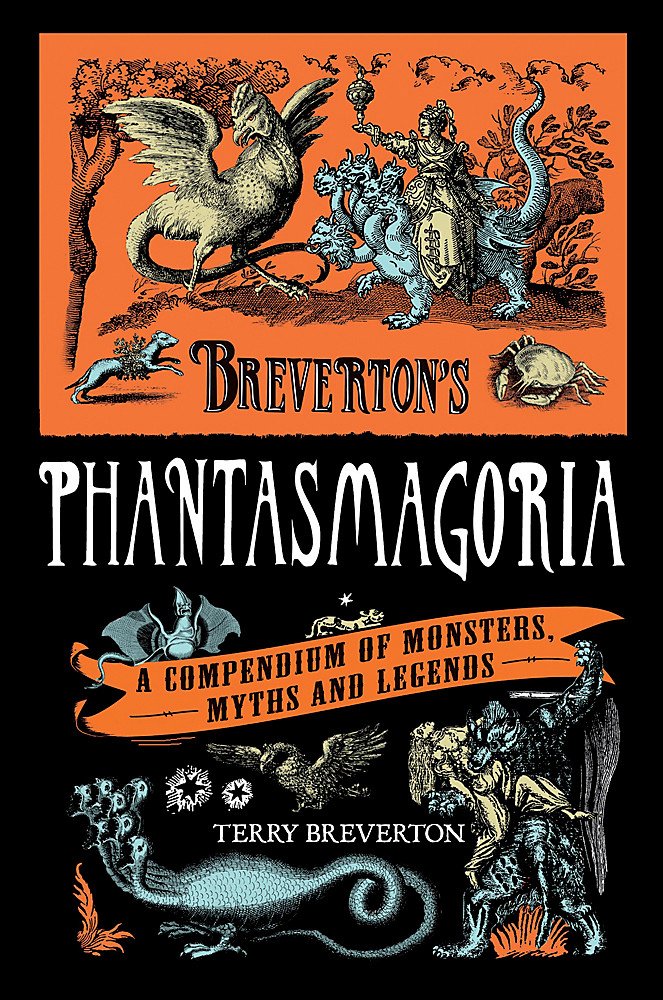 BREVERTON'S
PHANTASMAGORIA
A COMPENDIUM OF MONSTERS,
MYTHS AND LEGENDS
TERRY BREVERTON